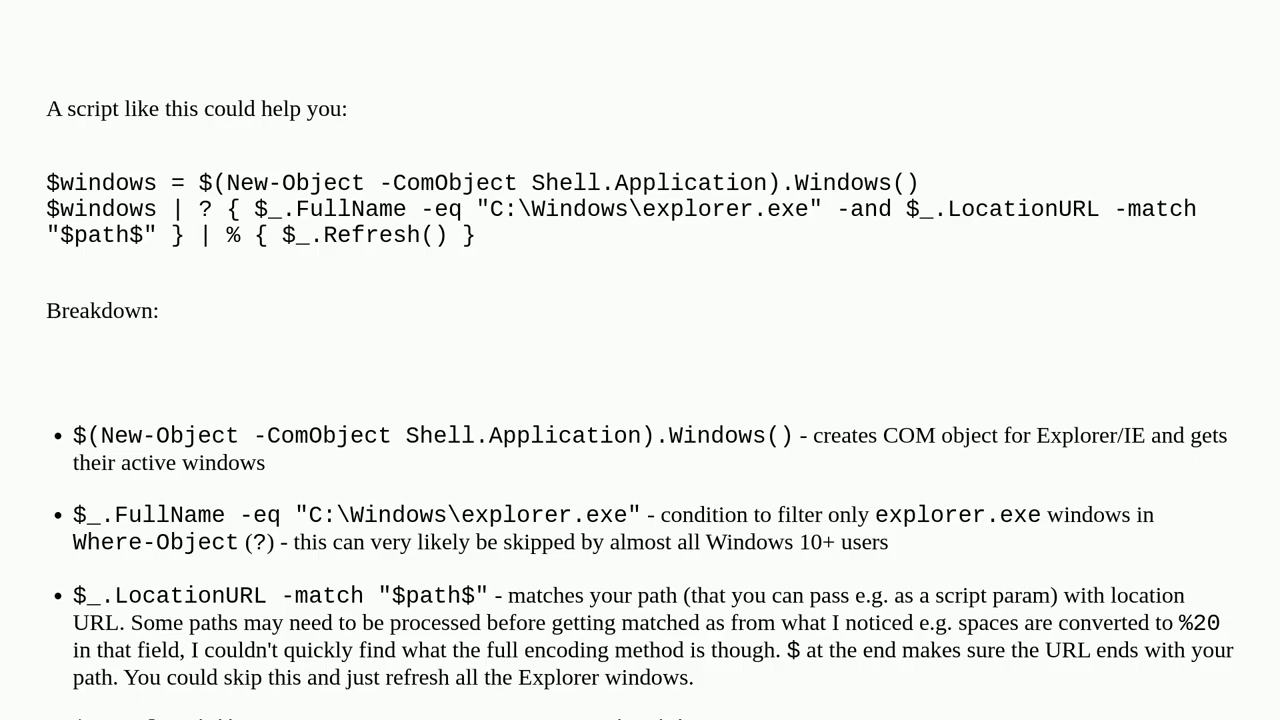 A script like this could help you:
$windows = $(New-Object -ComObject Shell.Application).Windows()
$windows | ? { $_.FullName -eq "C:\Windows\explorer.exe" -and $_.LocationURL -match
"$path$" } | % { $_.Refresh() }
Breakdown:
• $(New-Object -ComObject Shell.Application).Windows() - creates COM object for Explorer/IE and gets
their active windows
• $_.FullName -eq "C:\Windows\explorer.exe" - condition to filter only explorer.exe windows in
Where-Object (?) - this can very likely be skipped by almost all Windows 10+ users
• $_.LocationURL -match "$path$" - matches your path (that you can pass e.g. as a script param) with location
URL. Some paths may need to be processed before getting matched as from what I noticed e.g. spaces are converted to %20
in that field, I couldn't quickly find what the full encoding method is though. $ at the end makes sure the URL ends with your
path. You could skip this and just refresh all the Explorer windows.